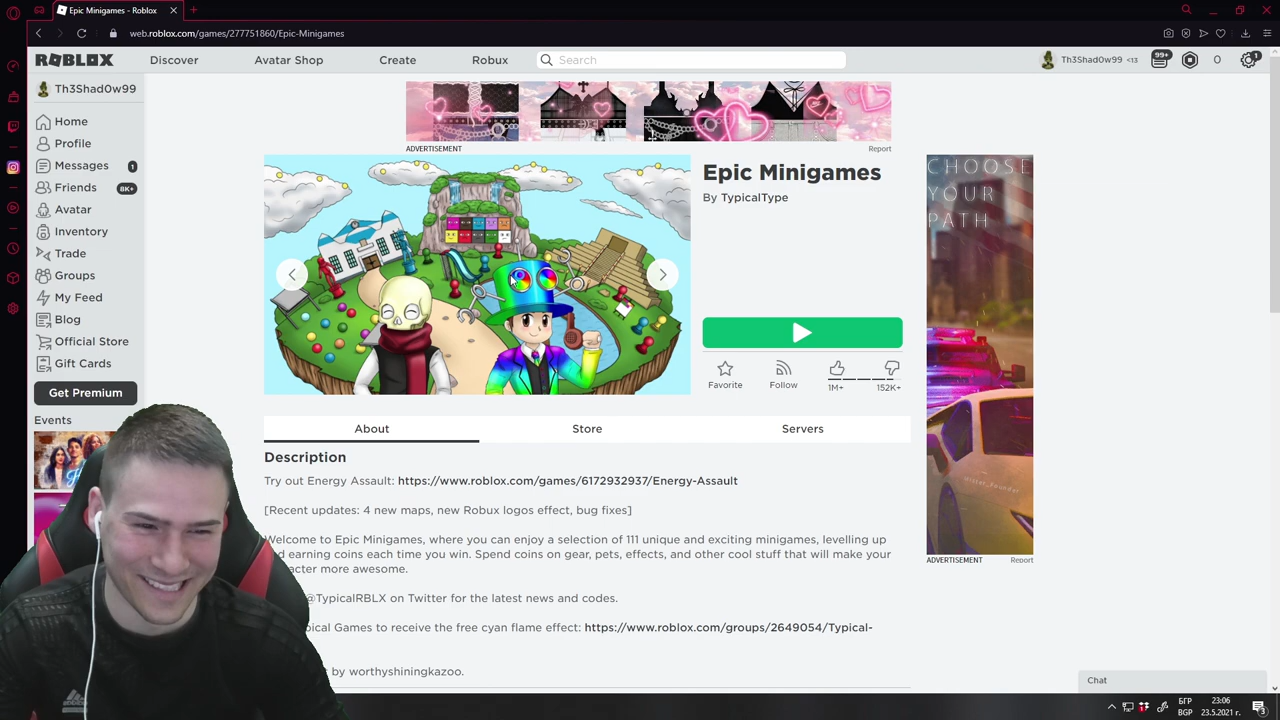 Epic Minigames - Roblox
web.roblox.com/games/277751860/Epic-Minigames
ROBLOX
Discover
Avatar Shop
Create
Robux
Search
Th3Shad0w99 <13
99+
0
1
Th3Shad0w99
Home
Profile
Messages 1
Friends 8K+
Avatar
Inventory
Trade
Groups
My Feed
Blog
Official Store
Gift Cards
Get Premium
Events
ADVERTISEMENT
Report
Epic Minigames
By TypicalType
Favorite
Follow
1M+
152K+
CHOOSE
YOUR
PATH
ADVERTISEMENT
Report
About
Store
Servers
Description
Try out Energy Assault: https://www.roblox.com/games/6172932937/Energy-Assault
[Recent updates: 4 new maps, new Robux logos effect, bug fixes]
Welcome to Epic Minigames, where you can enjoy a selection of 111 unique and exciting minigames, levelling up
earning coins each time you win. Spend coins on gear, pets, effects, and other cool stuff that will make your
more awesome.
@TypicalRBLX on Twitter for the latest news and codes.
Games to receive the free cyan flame effect: https://www.roblox.com/groups/2649054/Typical-
by worthyshiningkazoo.
Chat
БГР
BGP
23:06
23.5.2021 г.
3